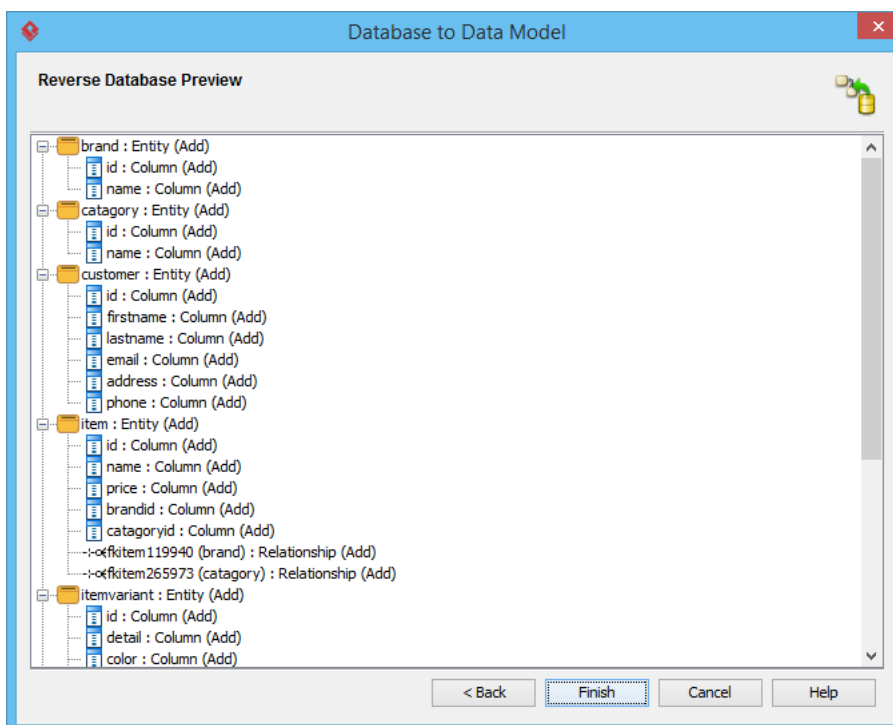 Database to Data Model
Reverse Database Preview
brand : Entity (Add)
id : Column (Add)
name : Column (Add)
catagory : Entity (Add)
id : Column (Add)
name : Column (Add)
customer : Entity (Add)
id : Column (Add)
firstname : Column (Add)
lastname : Column (Add)
email : Column (Add)
address : Column (Add)
phone : Column (Add)
item : Entity (Add)
id : Column (Add)
name : Column (Add)
price : Column (Add)
brandid : Column (Add)
catagoryid : Column (Add)
fkitem119940 (brand) : Relationship (Add)
fkitem265973 (catagory) : Relationship (Add)
itemvariant : Entity (Add)
id : Column (Add)
detail : Column (Add)
color : Column (Add)
< Back Finish Cancel Help